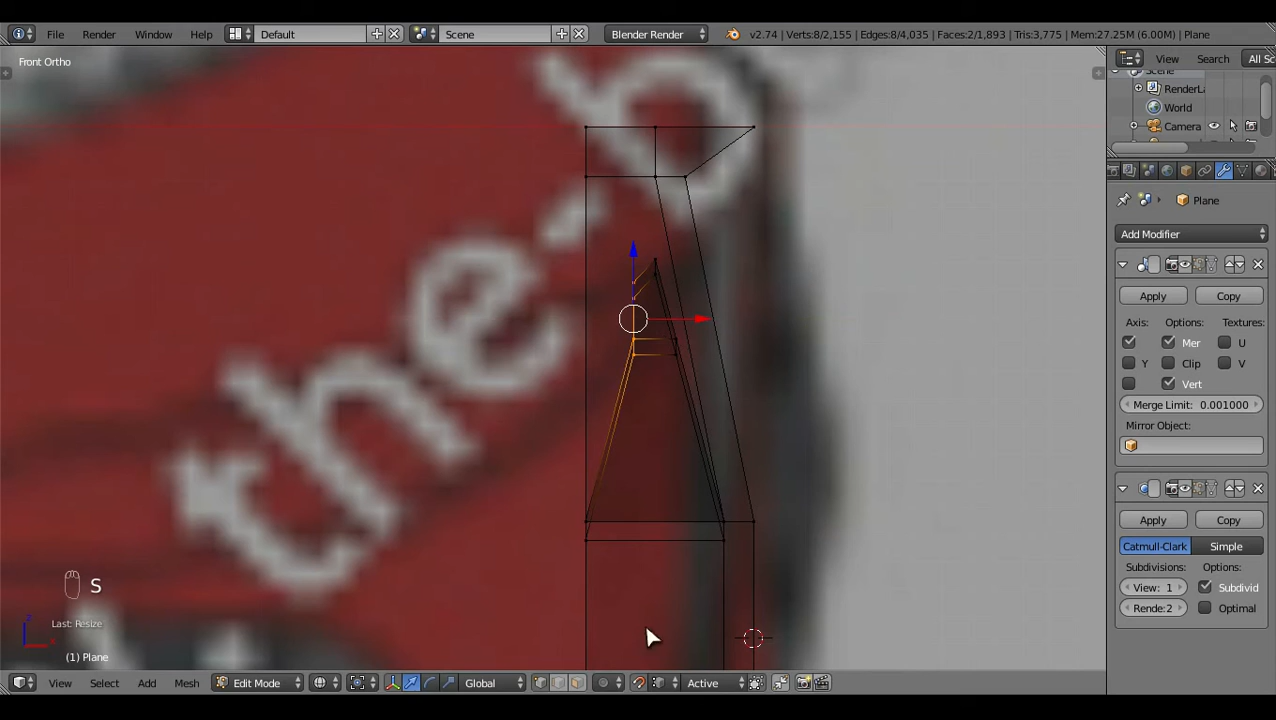 File Render Window Help Default Scene Blender Render v2.74 | Verts:8/2,155 | Edges:8/4,035 | Faces:2/1,893 | Tris:3,775 | Mem:27.25M (6.00M) | Plane
Front Ortho
View Search All Sc
Scene
RenderLa
World
Camera
Plane
Add Modifier
Apply Copy
Axis: Options: Textures:
Mer U
Y Clip V
Vert
Merge Limit: 0.001000
Mirror Object:
Apply Copy
Catmull-Clark Simple
Subdivisions: Options:
View: 1 Subdivid
Rende:2 Optimal
the-b
S
Last: Resize
(1) Plane
View Select Add Mesh Edit Mode Global Active